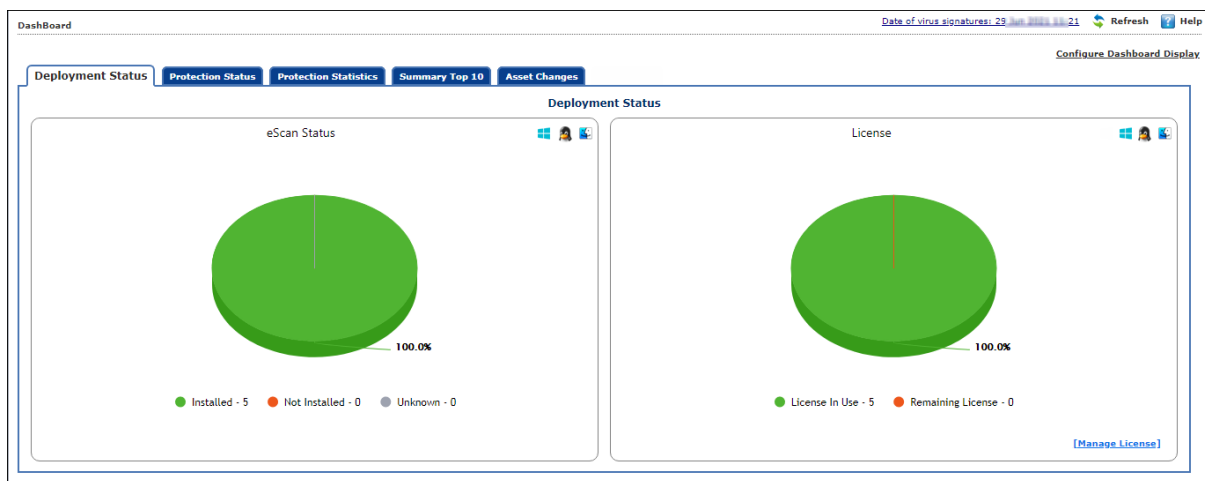 DashBoard
Date of virus signatures: 29 21
Refresh
Help
Configure Dashboard Display
Deployment Status
Protection Status
Protection Statistics
Summary Top 10
Asset Changes
Deployment Status
eScan Status
100.0%
Installed - 5
Not Installed - 0
Unknown - 0
License
100.0%
License In Use - 5
Remaining License - 0
[Manage License]